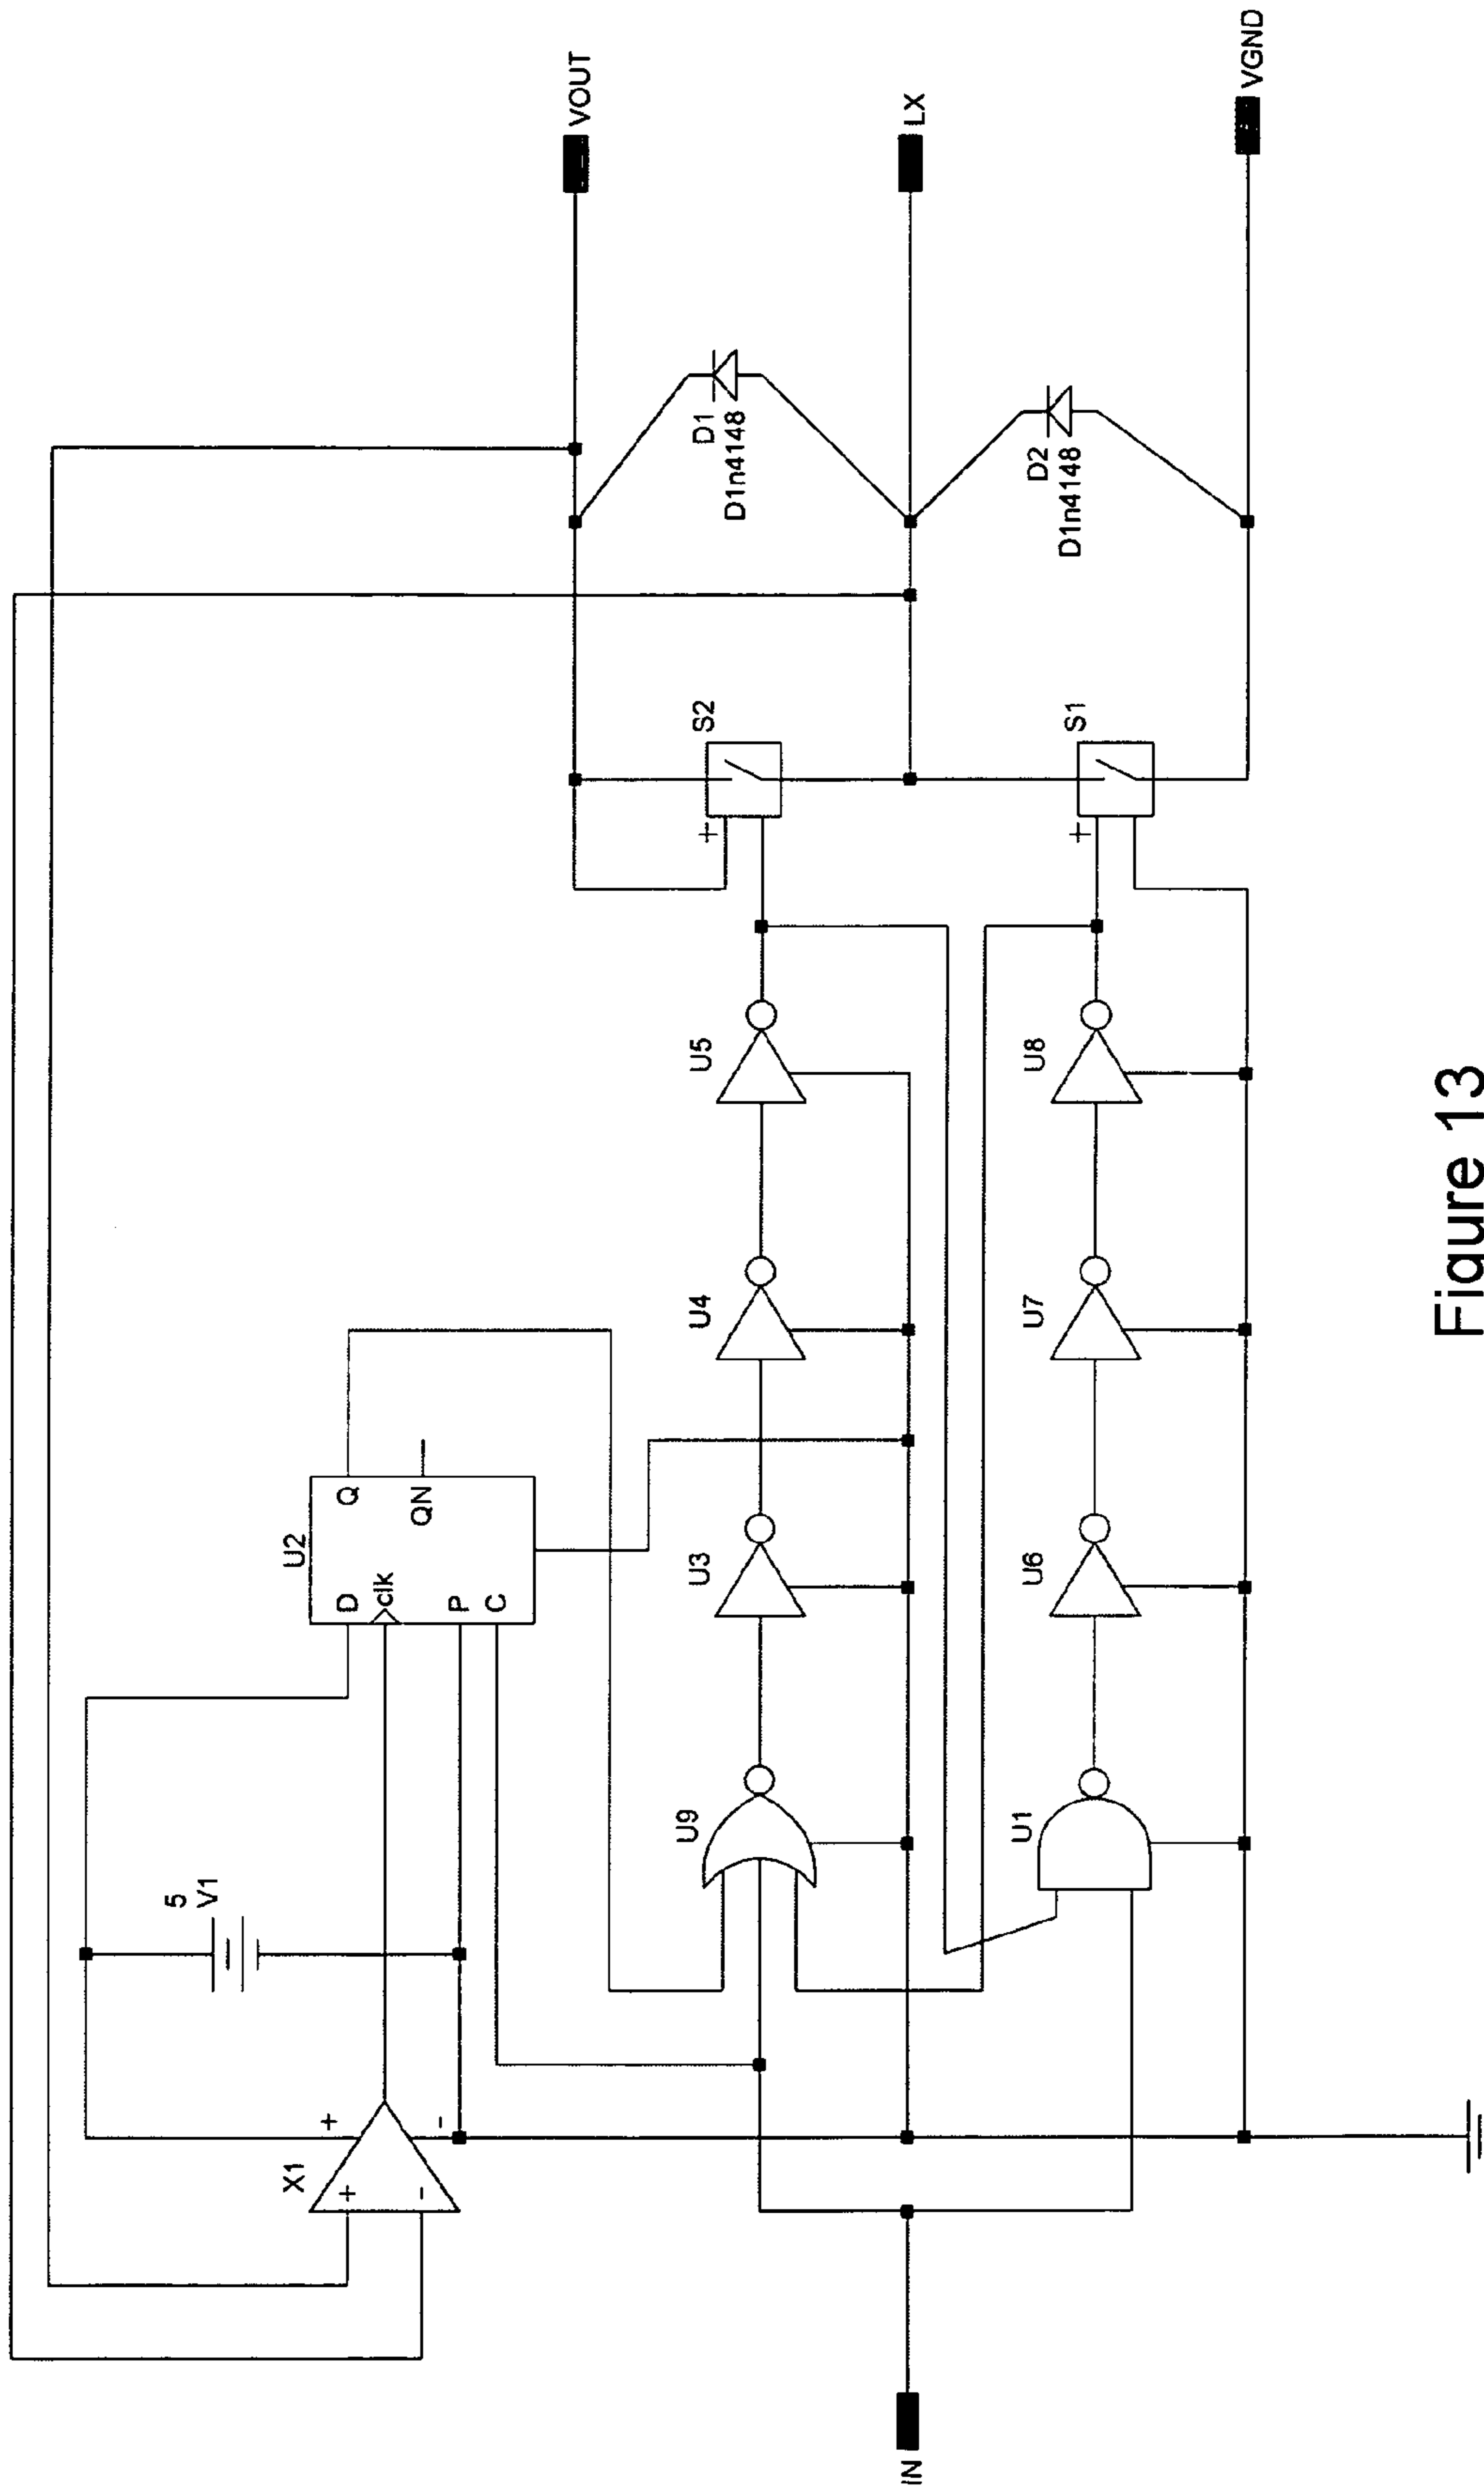 VOUT
LX
VGND
D1
D1n4148
D2
D1n4148
S2
+
S1
+
U5
U8
U4
U7
U2
Q
QN
D
clk
P
C
U3
U6
U9
U1
5
V1
X1
+
-
+
-
IN
Figure 13